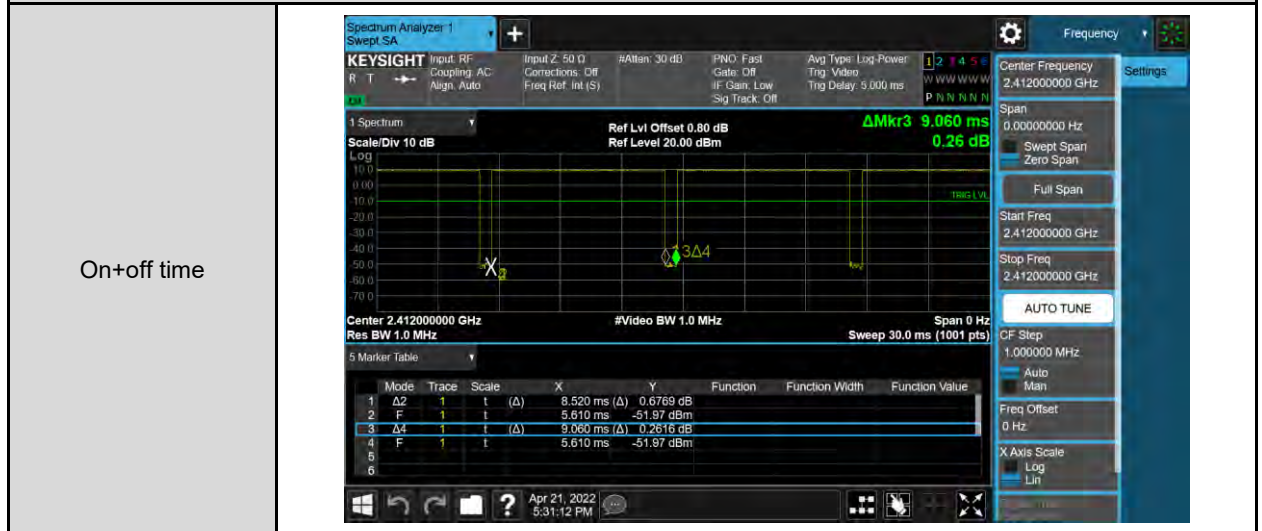 On+off time
Spectrum Analyzer 1
Swept SA
+
Frequency
KEYSIGHT
R T
Input: RF
Coupling: AC
Align: Auto
Input Z: 50 Ω
Corrections: Off
Freq Ref: Int (S)
#Atten: 30 dB
PNO: Fast
Gate: Off
IF Gain: Low
Sig Track: Off
Avg Type: Log-Power
Trig: Video
Trig Delay: 5.000 ms
1 2 3 4 5 6
W W W W W W
P N N N N N
Settings
1 Spectrum
Scale/Div 10 dB
Ref Lvl Offset 0.80 dB
Ref Level 20.00 dBm
ΔMkr3 9.060 ms
0.26 dB
Log
10.0
0.00
-10.0
-20.0
-30.0
-40.0
-50.0
-60.0
-70.0
TRIG LVL
3Δ4
Center 2.412000000 GHz
Res BW 1.0 MHz
#Video BW 1.0 MHz
Span 0 Hz
Sweep 30.0 ms (1001 pts)
5 Marker Table
Mode Trace Scale X Y Function Function Width Function Value
1 Δ2 1 t (Δ) 8.520 ms (Δ) 0.6769 dB
2 F 1 t 5.610 ms -51.97 dBm
3 Δ4 1 t (Δ) 9.060 ms (Δ) 0.2616 dB
4 F 1 t 5.610 ms -51.97 dBm
5
6
Center Frequency
2.412000000 GHz
Span
0.00000000 Hz
Swept Span
Zero Span
Full Span
Start Freq
2.412000000 GHz
Stop Freq
2.412000000 GHz
AUTO TUNE
CF Step
1.000000 MHz
Auto
Man
Freq Offset
0 Hz
X Axis Scale
Log
Lin
?
Apr 21, 2022
5:31:12 PM